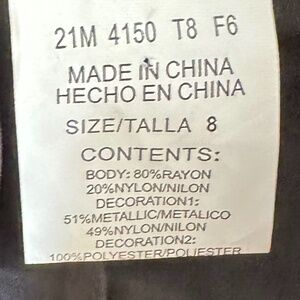 21M 4150 T8 F6
MADE IN CHINA
HECHO EN CHINA
SIZE/TALLA 8
CONTENTS:
BODY: 80%RAYON
20%NYLON/NILON
DECORATION1:
51%METALLIC/METALICO
49%NYLON/NILON
DECORATION2:
100%POLYESTER/POLIESTER